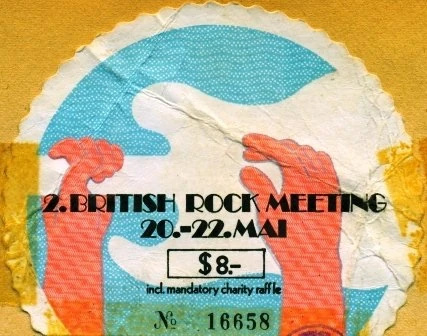 2. BRITISH ROCK MEETING
20.-22. MAI
$8.-
incl. mandatory charity raffle
No 16658